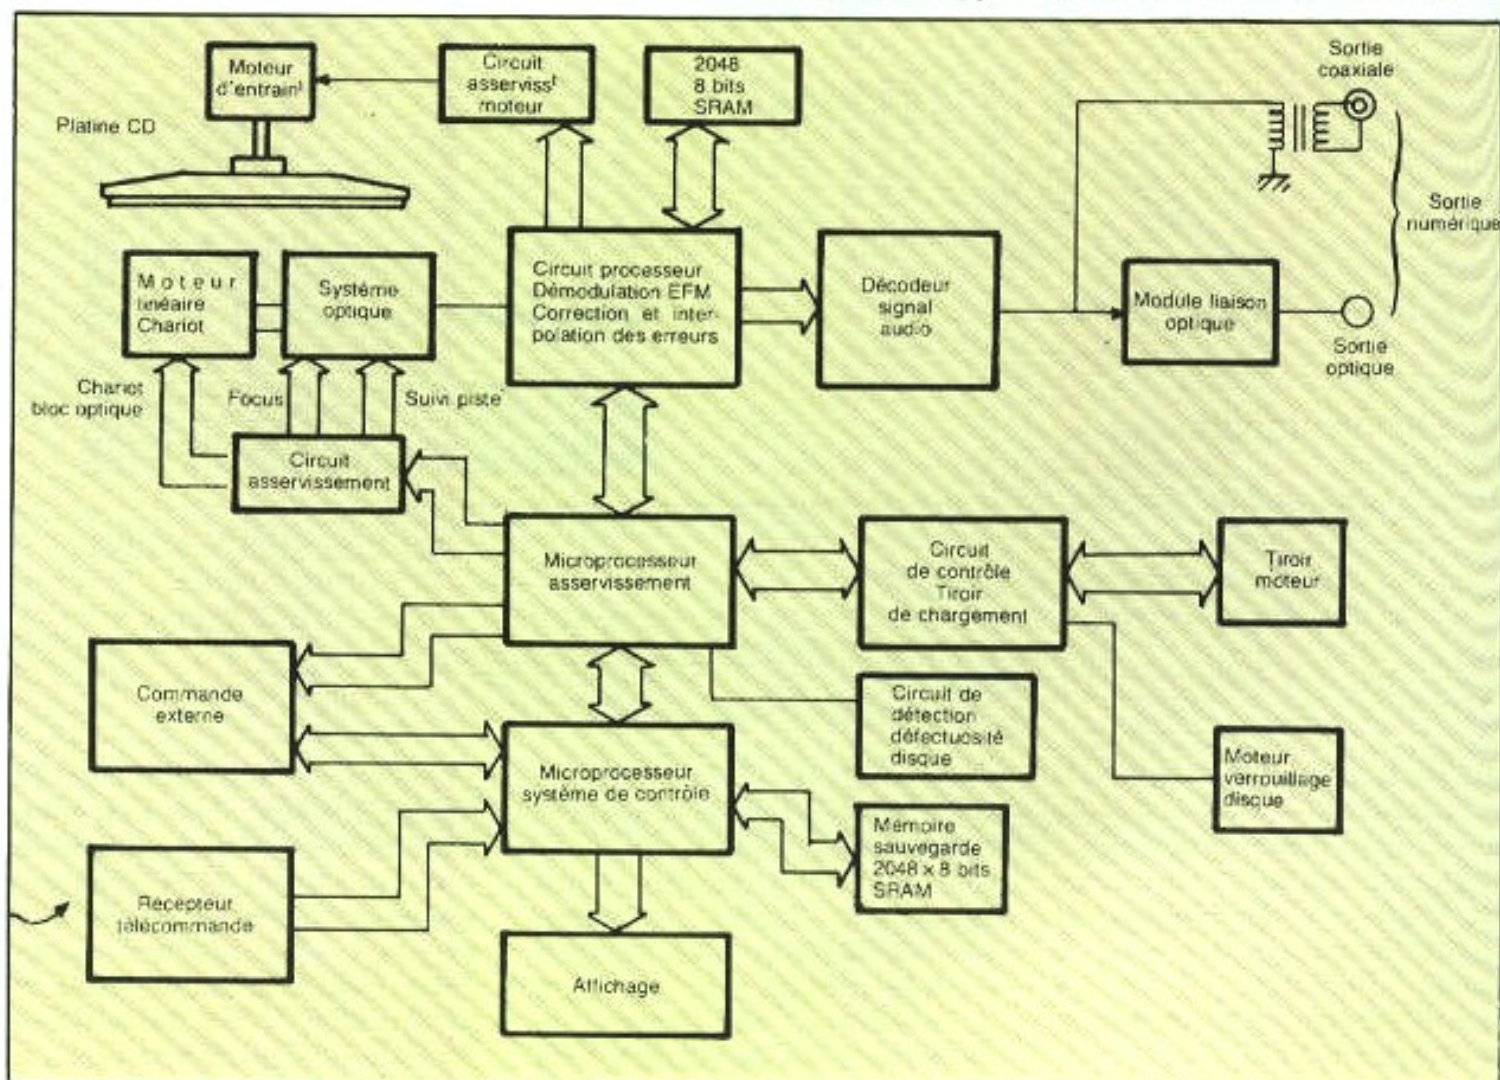 Moteur
d'entraint
Circuit
asservisst
moteur
2048
8 bits
SRAM
Sortie
coaxiale
Platine CD
Sortie
numérique
Moteur
linéaire
Chariot
Système
optique
Circuit processeur
Démodulation EFM
Correction et inter-
polation des erreurs
Décodeur
signal
audio
Module liaison
optique
Sortie
optique
Chariot
bloc optique
Focus
Suivi piste
Circuit
asservissement
Microprocesseur
asservissement
Circuit
de contrôle
Tiroir
de chargement
Tiroir
moteur
Commande
externe
Circuit de
détection
défectuosité
disque
Moteur
verrouillage
disque
Microprocesseur
système de contrôle
Mémoire
sauvegarde
2048 x 8 bits
SRAM
Récepteur
télécommande
Affichage